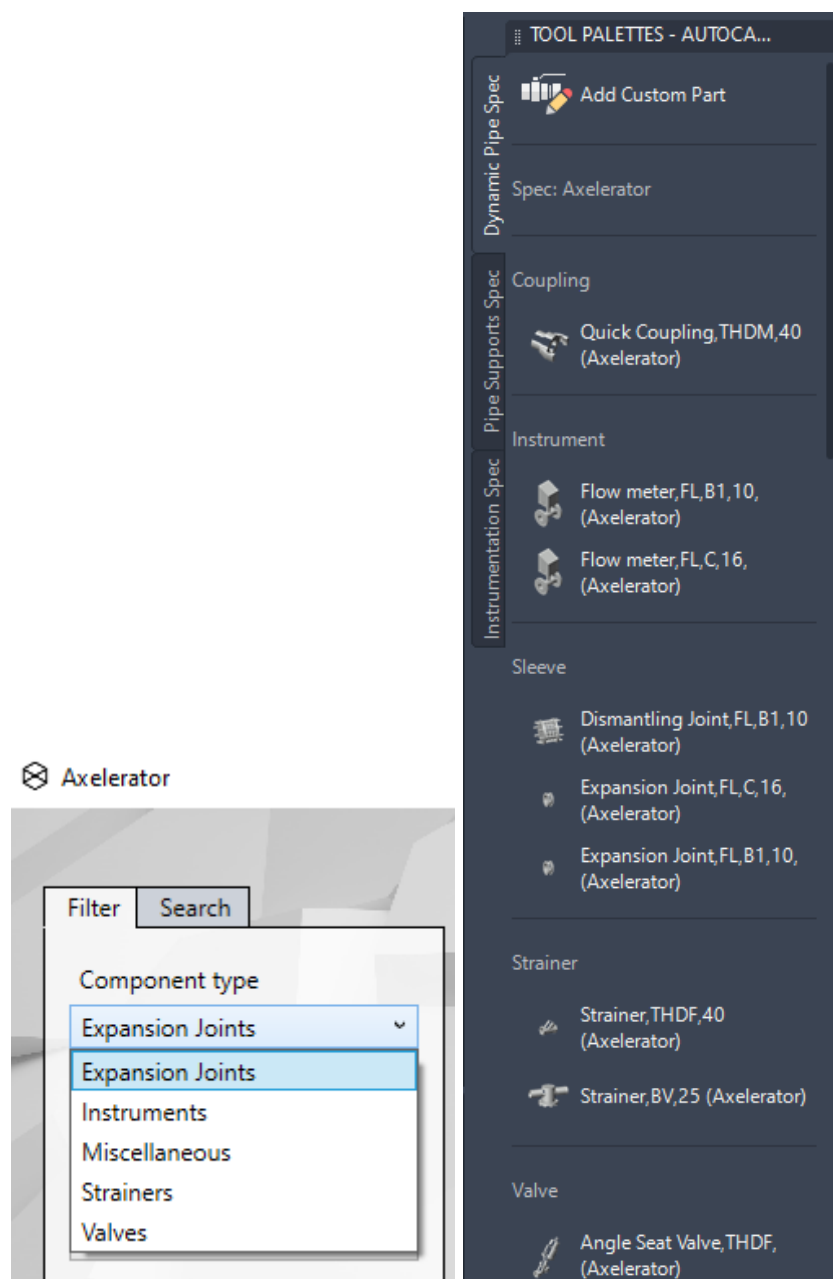 Axelerator
Filter
Search
Component type
Expansion Joints
Expansion Joints
Instruments
Miscellaneous
Strainers
Valves
TOOL PALETTES - AUTOCA...
Dynamic Pipe Spec
Pipe Supports Spec
Instrumentation Spec
Add Custom Part
Spec: Axelerator
Coupling
Quick Coupling,THDM,40
(Axelerator)
Instrument
Flow meter,FL,B1,10,
(Axelerator)
Flow meter,FL,C,16,
(Axelerator)
Sleeve
Dismantling Joint,FL,B1,10
(Axelerator)
Expansion Joint,FL,C,16,
(Axelerator)
Expansion Joint,FL,B1,10,
(Axelerator)
Strainer
Strainer,THDF,40
(Axelerator)
Strainer,BV,25 (Axelerator)
Valve
Angle Seat Valve,THDF,
(Axelerator)